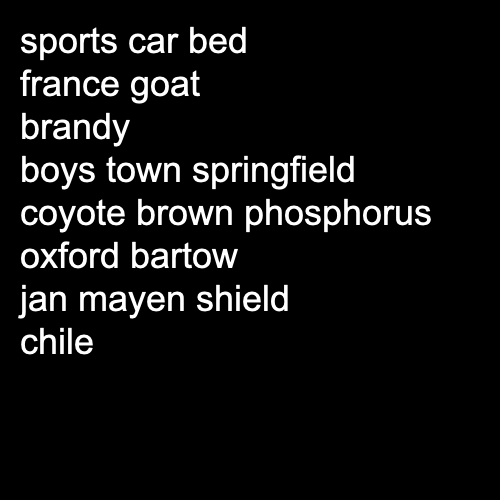 sports car bed
france goat
brandy
boys town springfield
coyote brown phosphorus
oxford bartow
jan mayen shield
chile